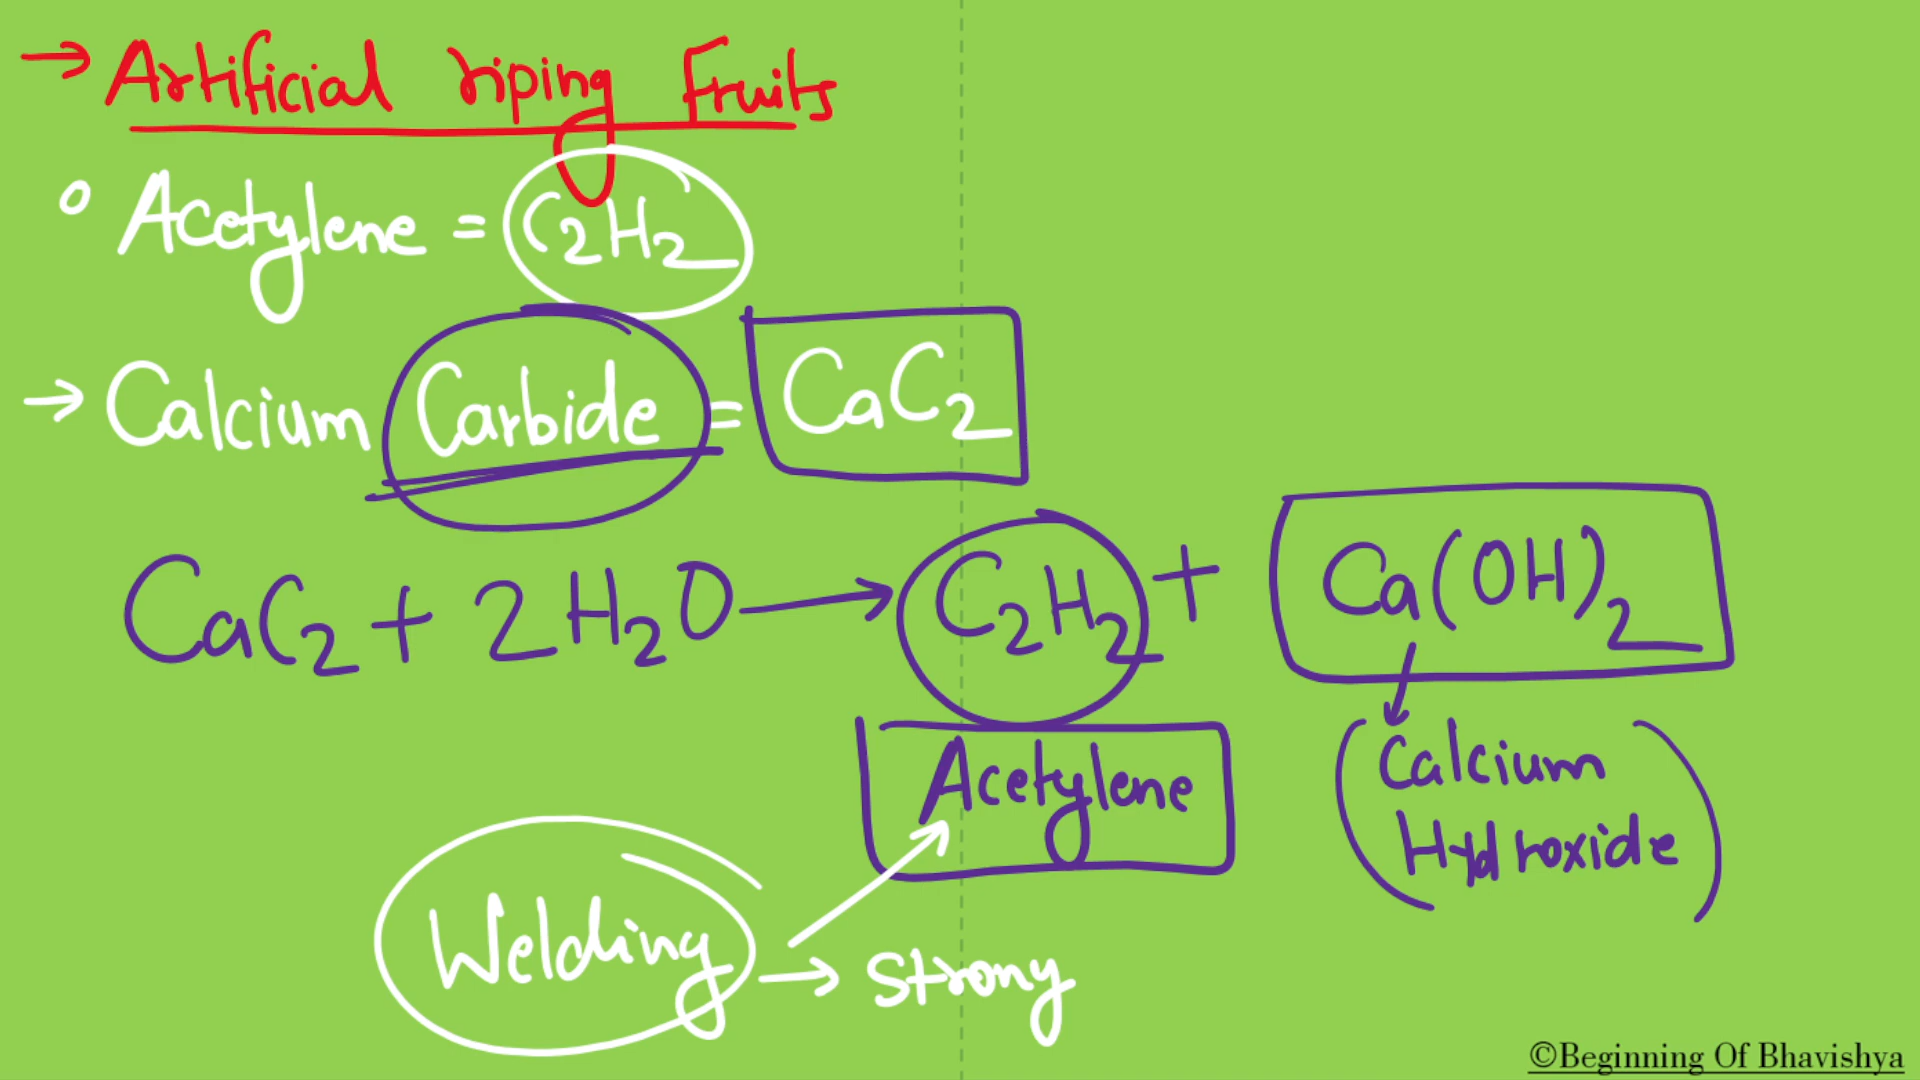 → Artificial riping Fruits
o Acetylene = C₂H₂
→ Calcium Carbide = CaC₂
CaC₂ + 2H₂O → C₂H₂ + Ca(OH)₂
Acetylene
(Calcium
Hydroxide)
Welding → Strong
©Beginning Of Bhavishya